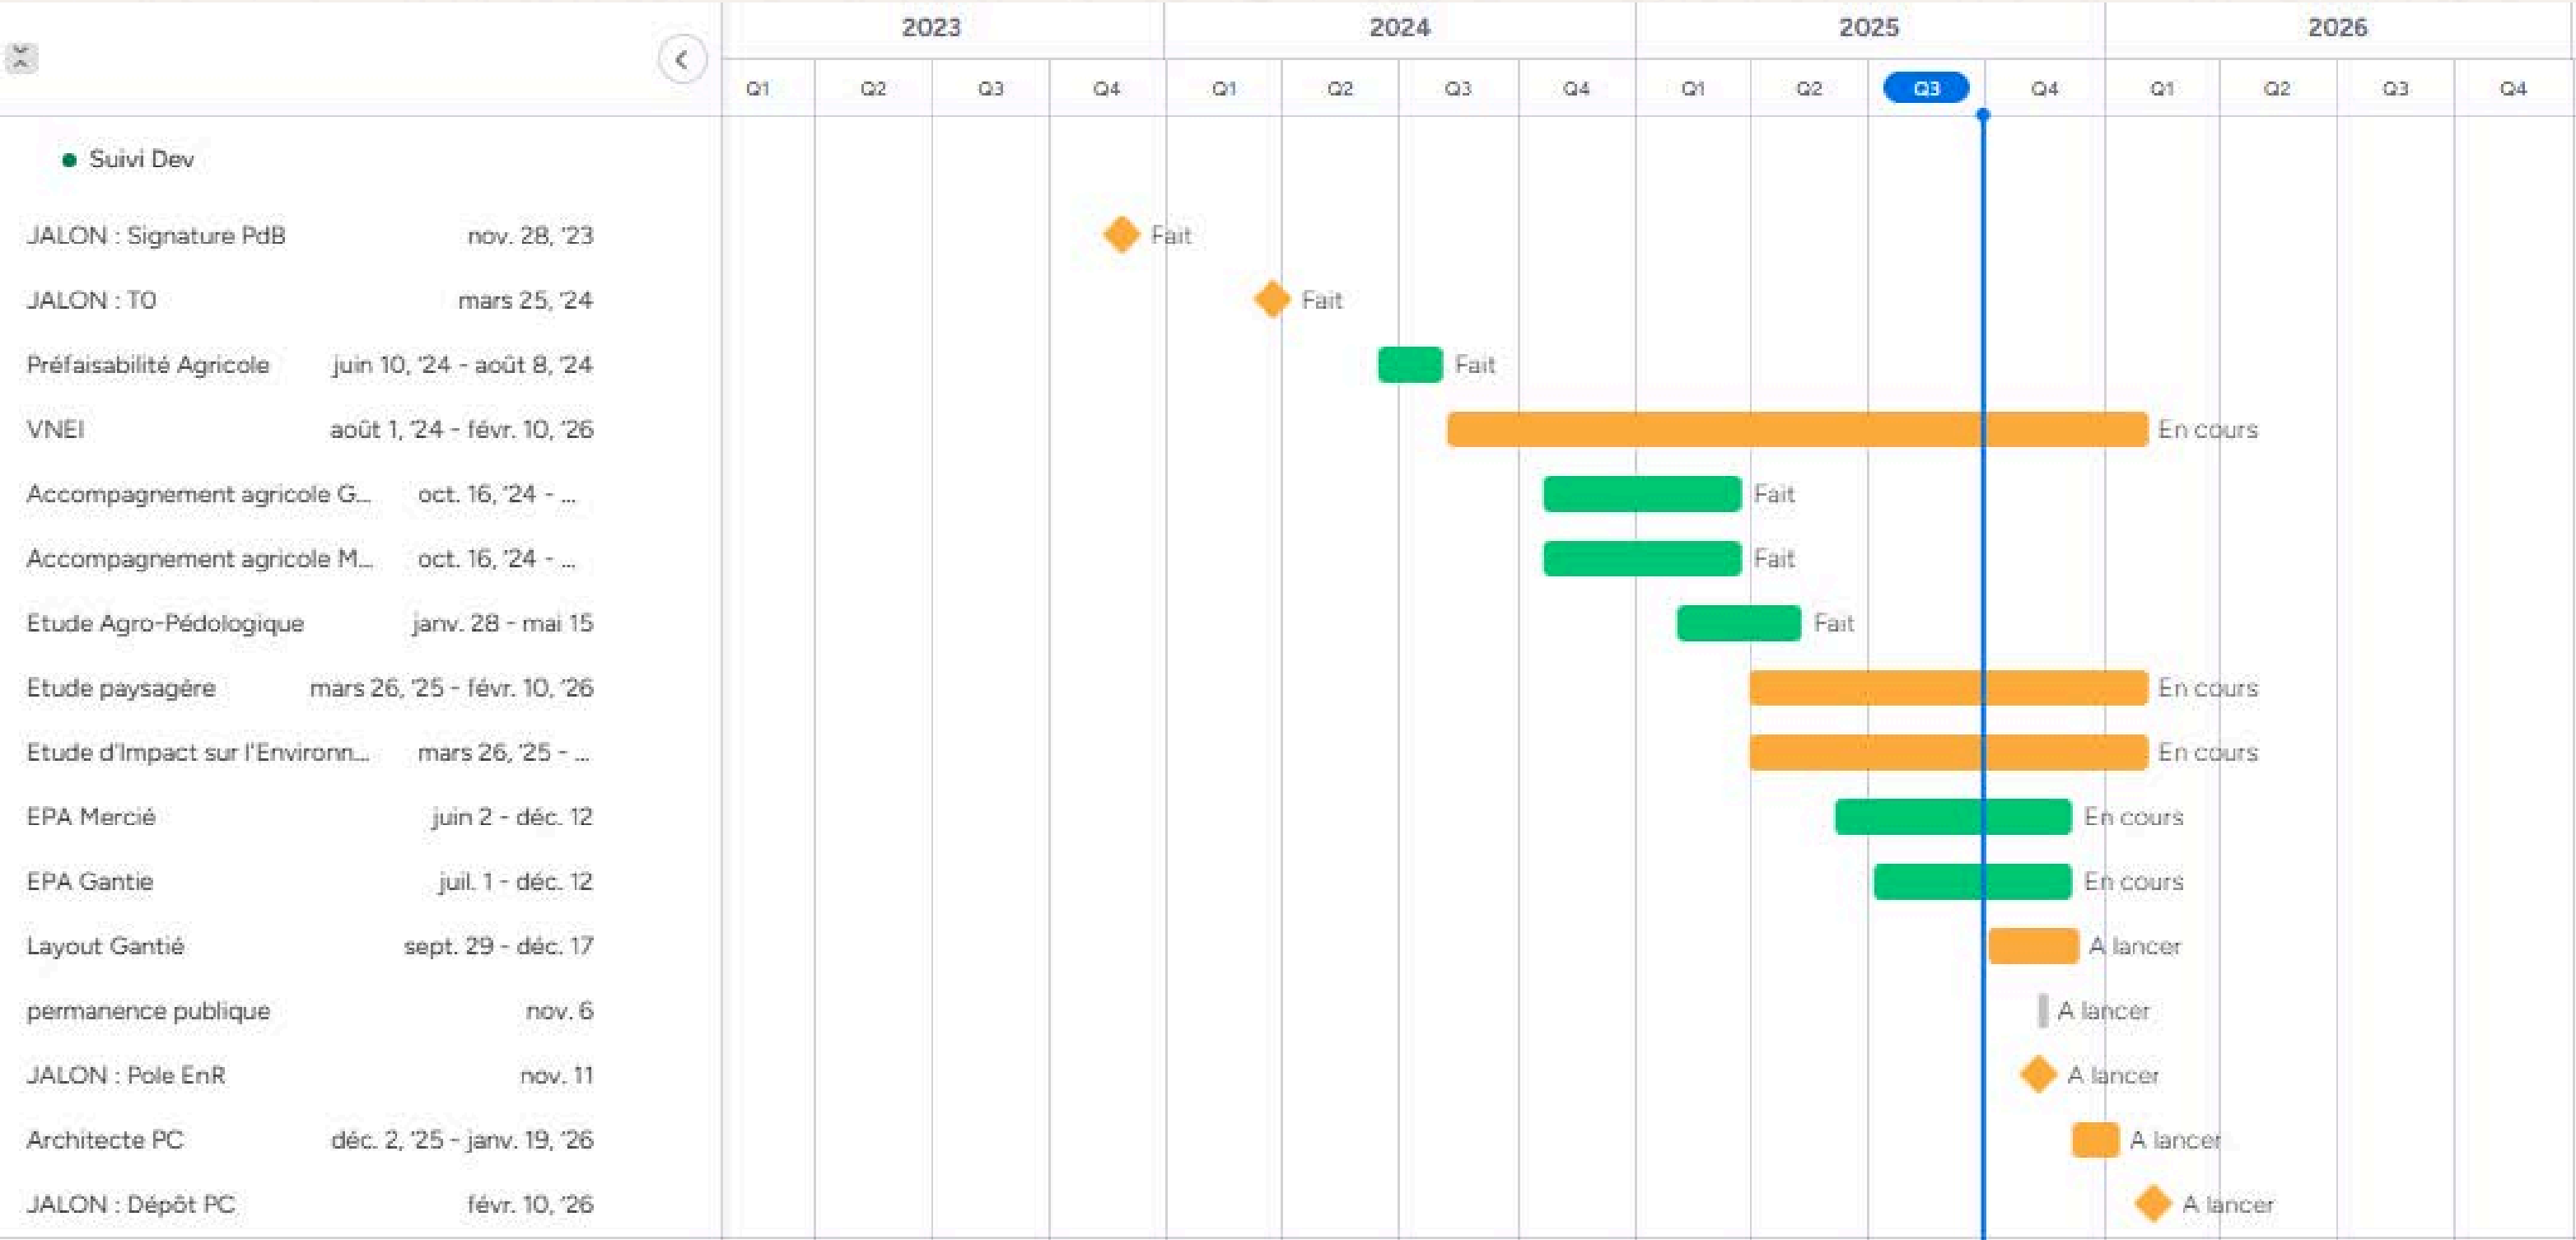 2023 2024 2025 2026
Q1 Q2 Q3 Q4 Q1 Q2 Q3 Q4 Q1 Q2 Q3 Q4 Q1 Q2 Q3 Q4
Suivi Dev
JALON : Signature PdB nov. 28, '23 Fait
JALON : T0 mars 25, '24 Fait
Préfaisabilité Agricole juin 10, '24 - août 8, '24 Fait
VNEI août 1, '24 - févr. 10, '26 En cours
Accompagnement agricole G... oct. 16, '24 - ... Fait
Accompagnement agricole M... oct. 16, '24 - ... Fait
Etude Agro-Pédologique janv. 28 - mai 15 Fait
Etude paysagère mars 26, '25 - févr. 10, '26 En cours
Etude d'Impact sur l'Environn... mars 26, '25 - ... En cours
EPA Mercié juin 2 - déc. 12 En cours
EPA Gantie juil. 1 - déc. 12 En cours
Layout Gantié sept. 29 - déc. 17 A lancer
permanence publique nov. 6 A lancer
JALON : Pole EnR nov. 11 A lancer
Architecte PC déc. 2, '25 - janv. 19, '26 A lancer
JALON : Dépôt PC févr. 10, '26 A lancer